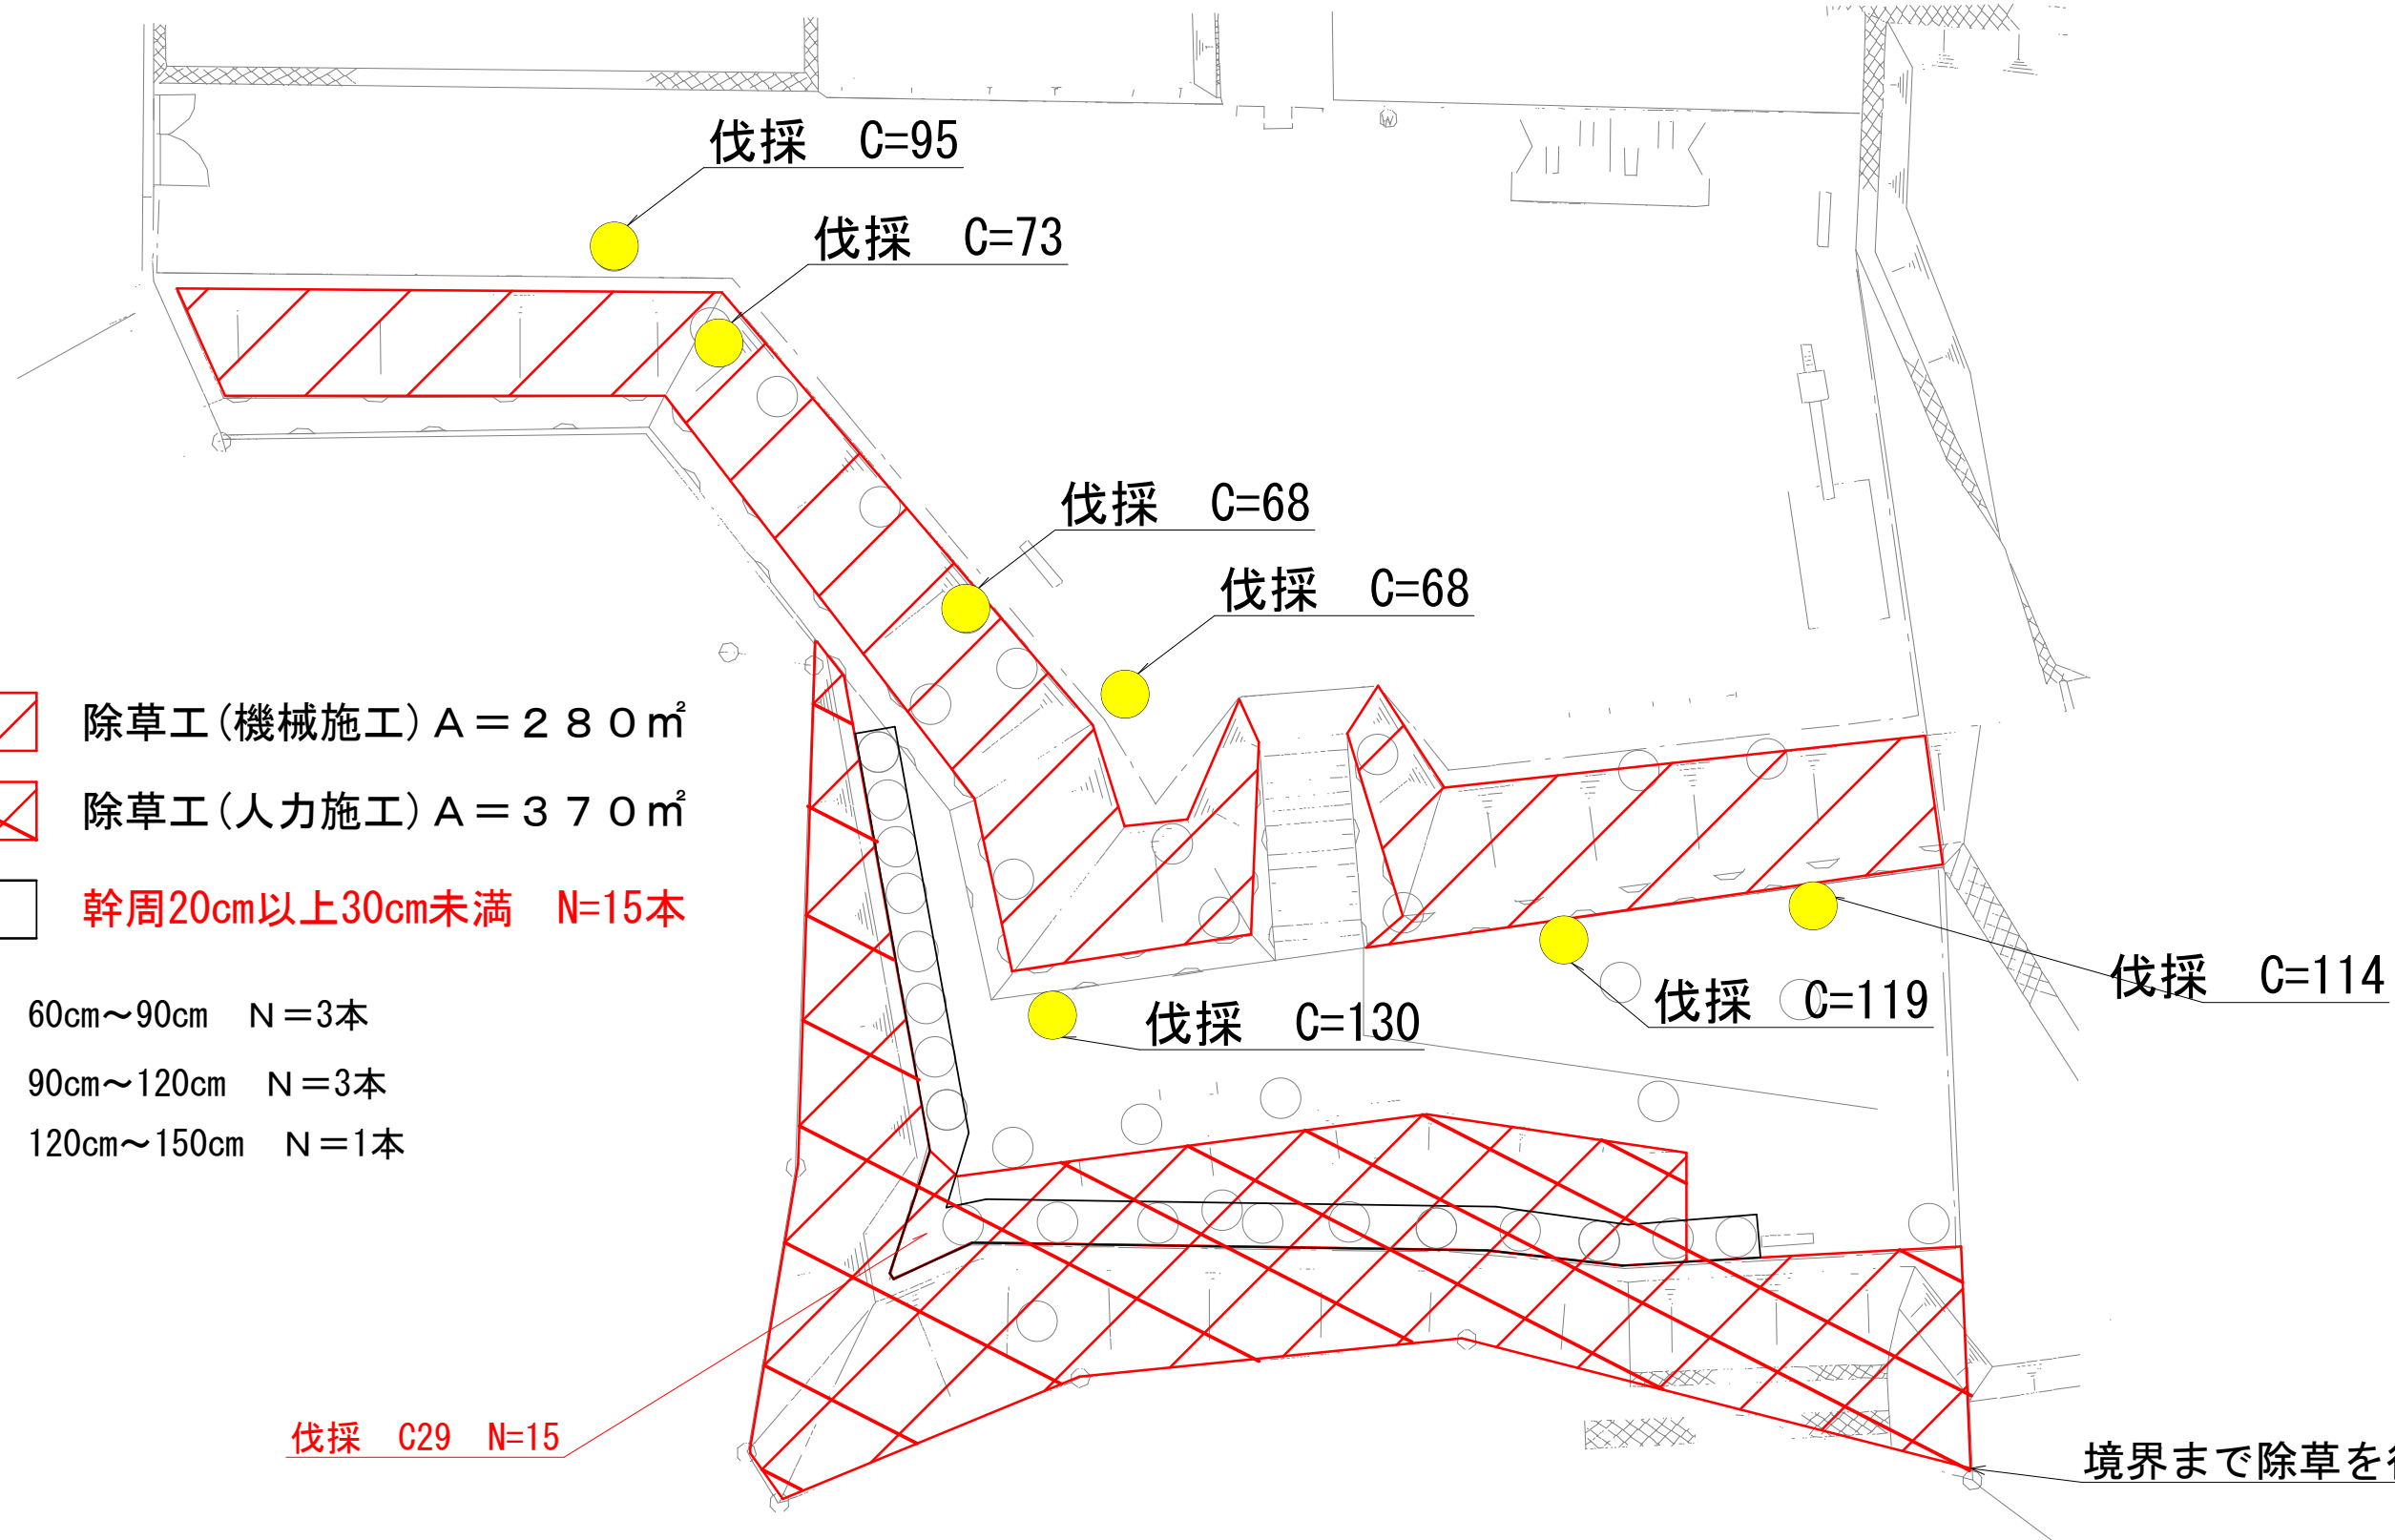 伐採　C=95
伐採　C=73
伐採　C=68
伐採　C=68
除草工(機械施工)Ａ＝２８０㎡
除草工(人力施工)Ａ＝３７０㎡
幹周20cm以上30cm未満　N=15本
60cm～90cm　Ｎ＝3本
90cm～120cm　Ｎ＝3本
120cm～150cm　Ｎ＝1本
伐採　C=114
伐採　C=119
伐採　C=130
伐採　C29　N=15
境界まで除草を
W